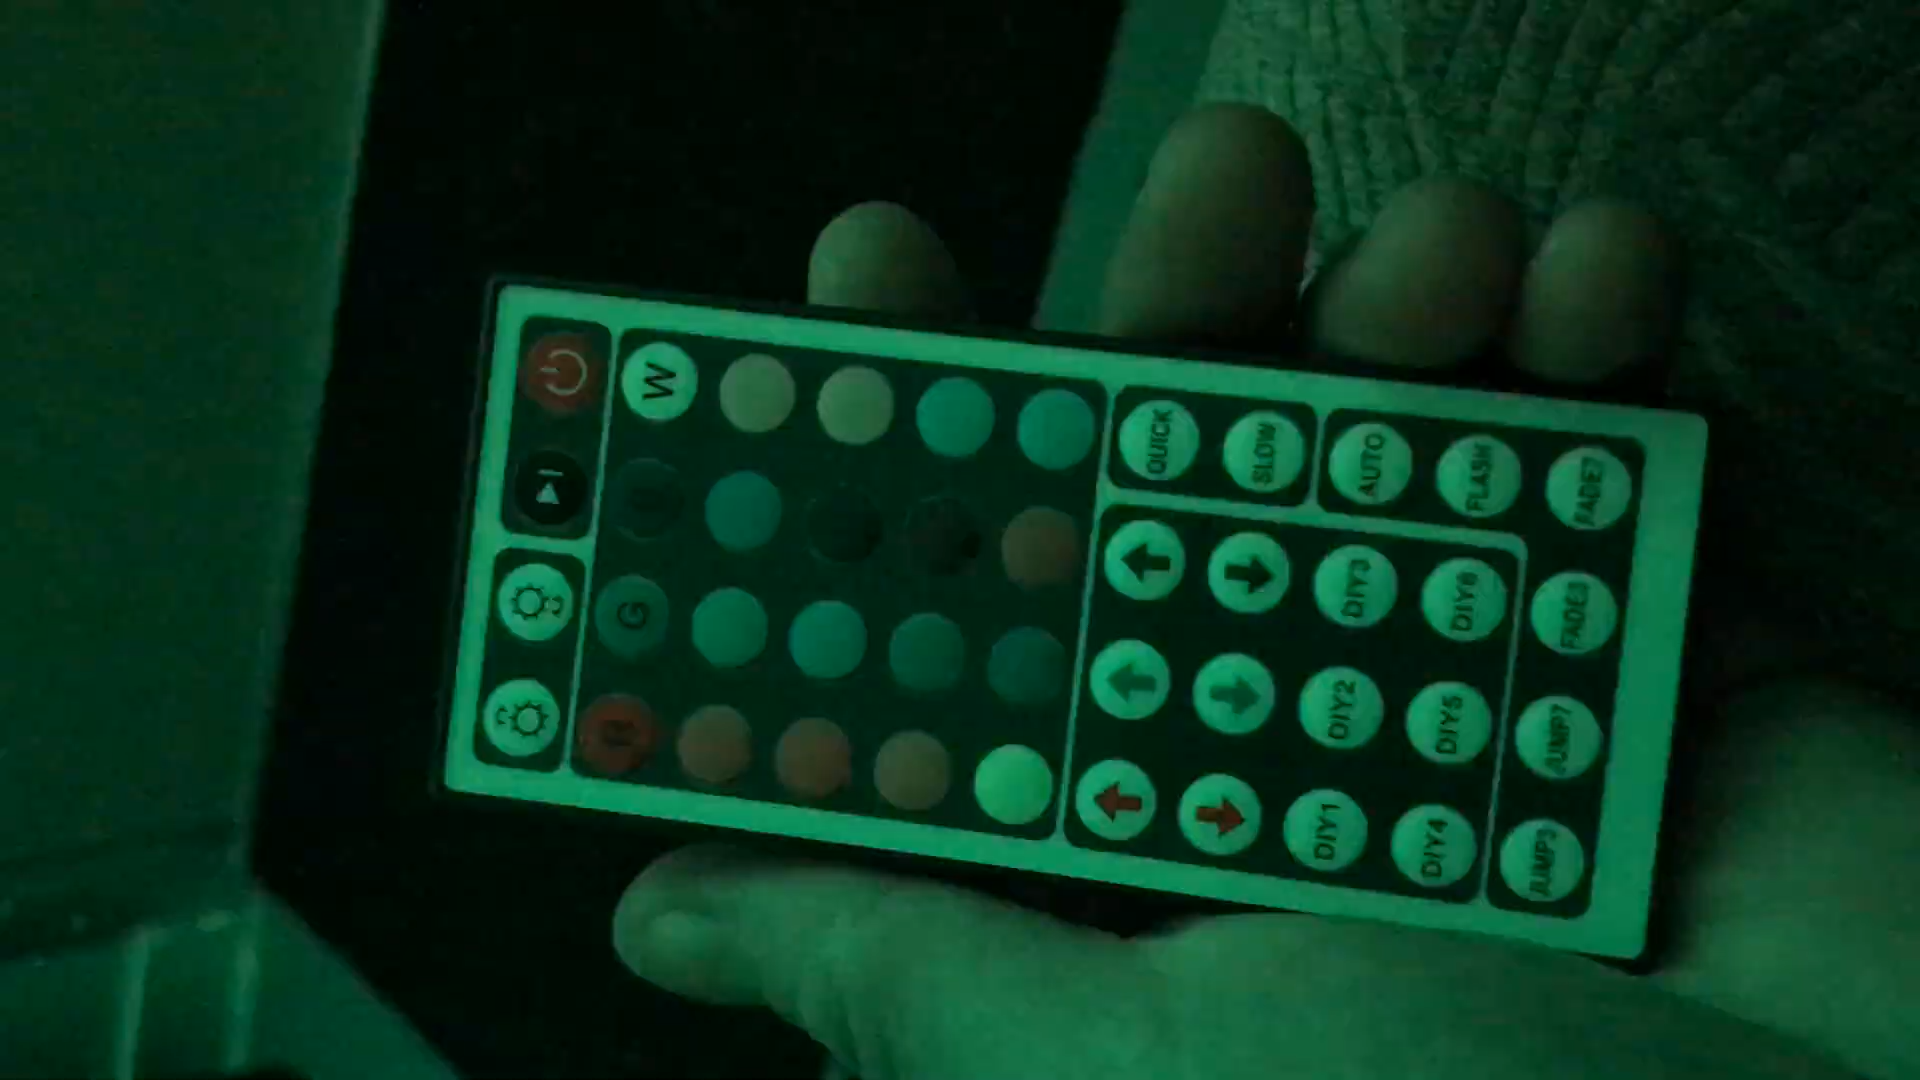 R G B W
QUICK
SLOW
DIY1 DIY2 DIY3 AUTO
DIY4 DIY5 DIY6 FLASH
JUMP3 JUMP7 FADE3 FADE7